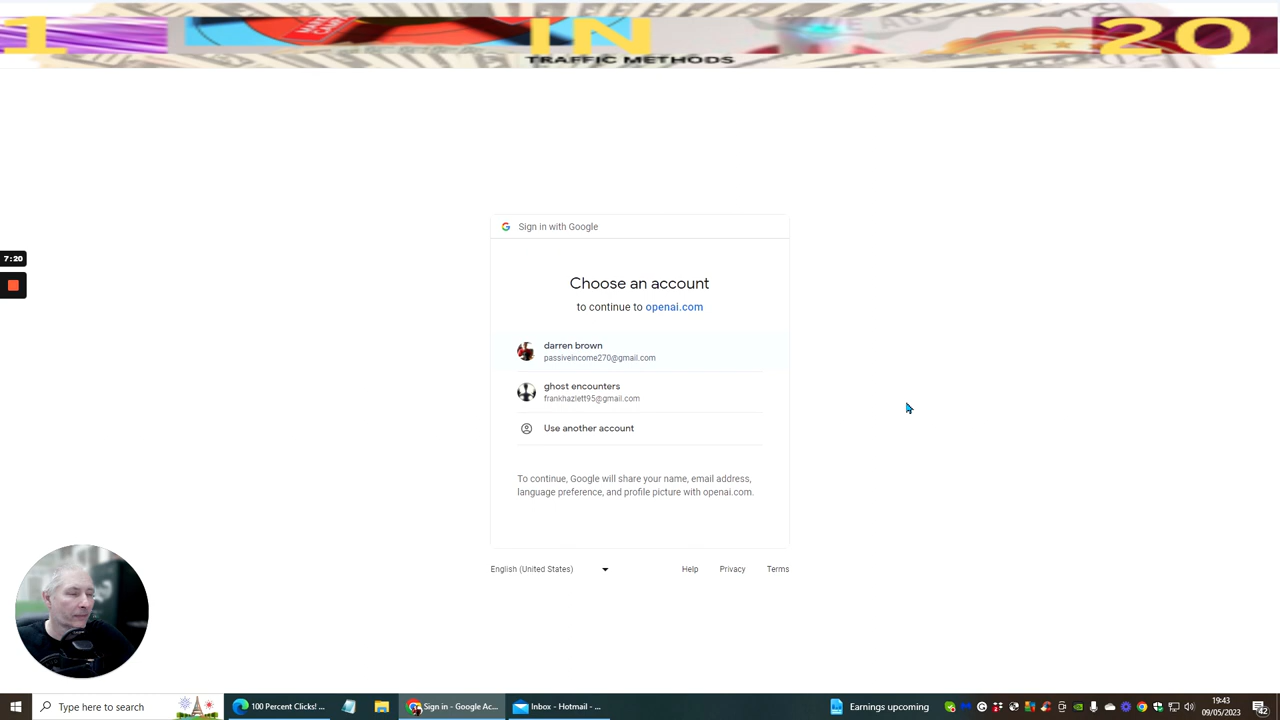 1 IN 20
TRAFFIC METHODS
Sign in with Google
7:20
Choose an account
to continue to openai.com
darren brown
passiveincome270@gmail.com
ghost encounters
frankhazlett95@gmail.com
Use another account
To continue, Google will share your name, email address,
language preference, and profile picture with openai.com.
English (United States)
Help Privacy Terms
Type here to search
100 Percent Clicks! ...
Sign in - Google Ac...
Inbox - Hotmail - ...
Earnings upcoming
19:43
09/05/2023